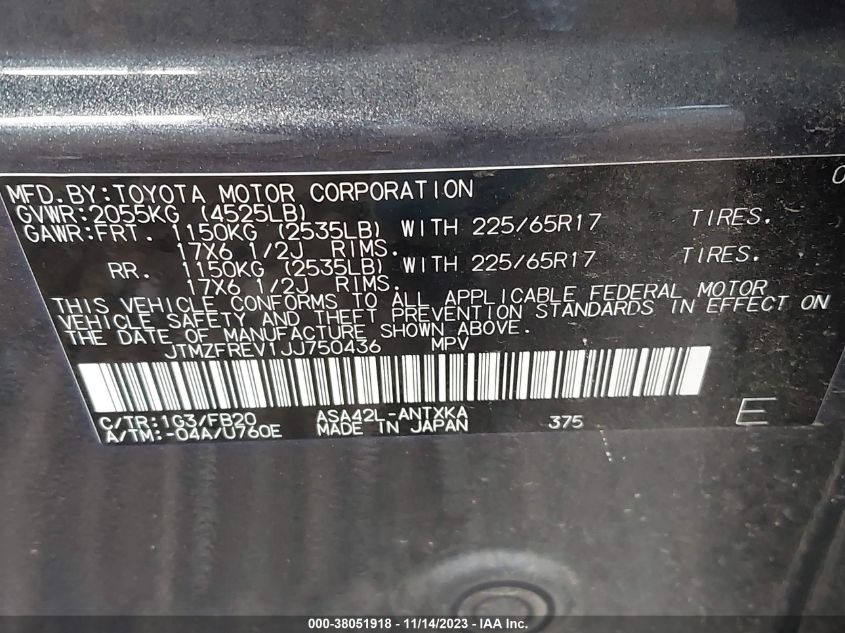 MFD.BY:TOYOTA MOTOR CORPORATION
GVWR:2055KG (4525LB)
GAWR:FRT. 1150KG (2535LB) WITH 225/65R17 TIRES.
17X6 1/2J RIMS.
RR. 1150KG (2535LB) WITH 225/65R17 TIRES.
17X6 1/2J RIMS.
THIS VEHICLE CONFORMS TO ALL APPLICABLE FEDERAL MOTOR
VEHICLE SAFETY AND THEFT PREVENTION STANDARDS IN EFFECT ON
THE DATE OF MANUFACTURE SHOWN ABOVE.
JTMZFREV1JJ750436 MPV
C/TR:1G3/FB20 ASA42L-ANTXKA 375 E
A/TM:-04A/U760E MADE IN JAPAN
000-38051918 - 11/14/2023 - IAA Inc.